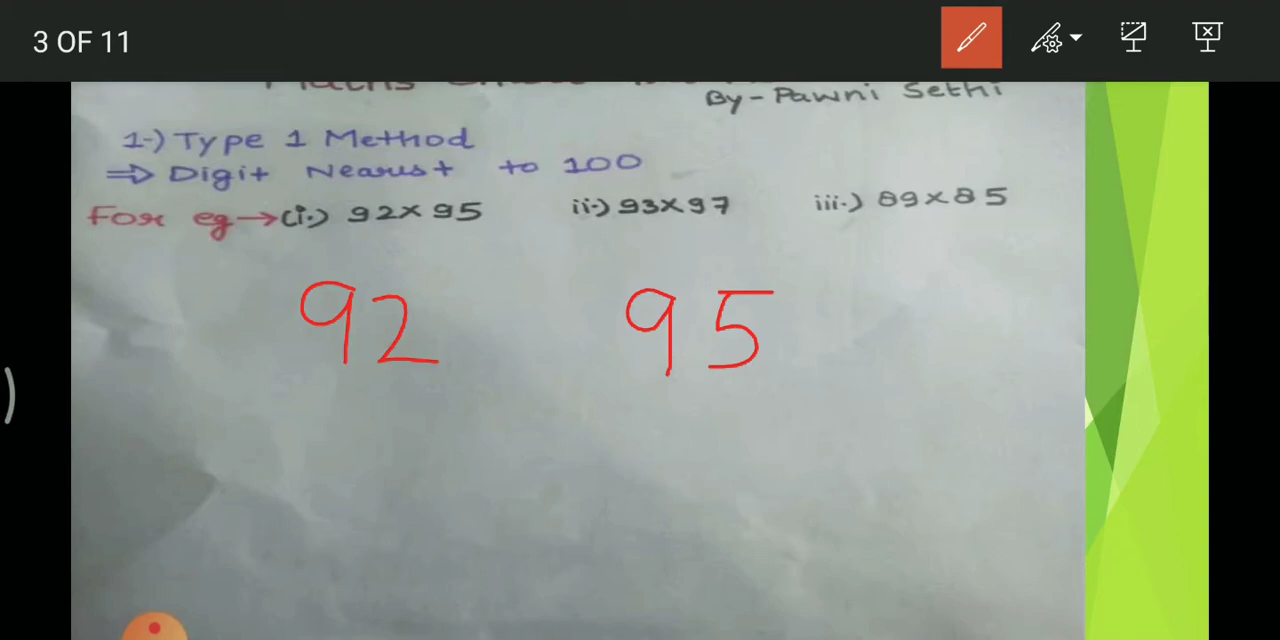 3 OF 11
Maths
By - Pawni Sethi
1-) Type 1 Method
⇒ Digit Nearest to 100
For eg → (i.) 92×95 ii-) 93×97 iii-) 89×85
92 95